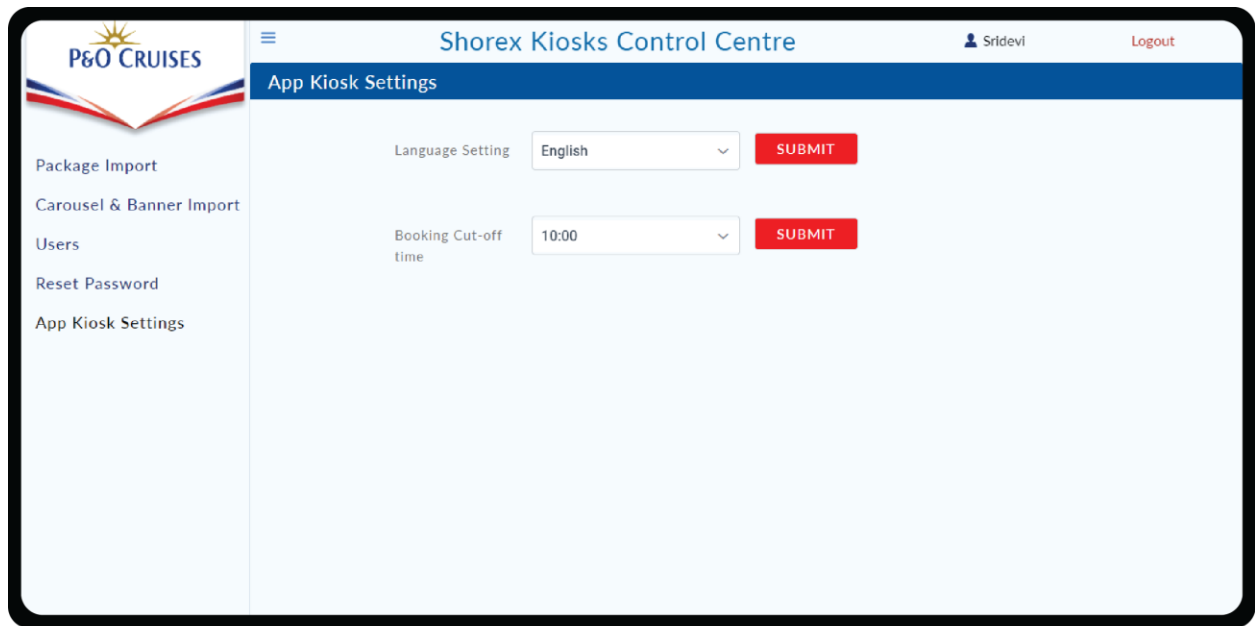 P&O CRUISES
Shorex Kiosks Control Centre
Sridevi
Logout
App Kiosk Settings
Package Import
Carousel & Banner Import
Users
Reset Password
App Kiosk Settings
Language Setting
English
SUBMIT
Booking Cut-off
time
10:00
SUBMIT